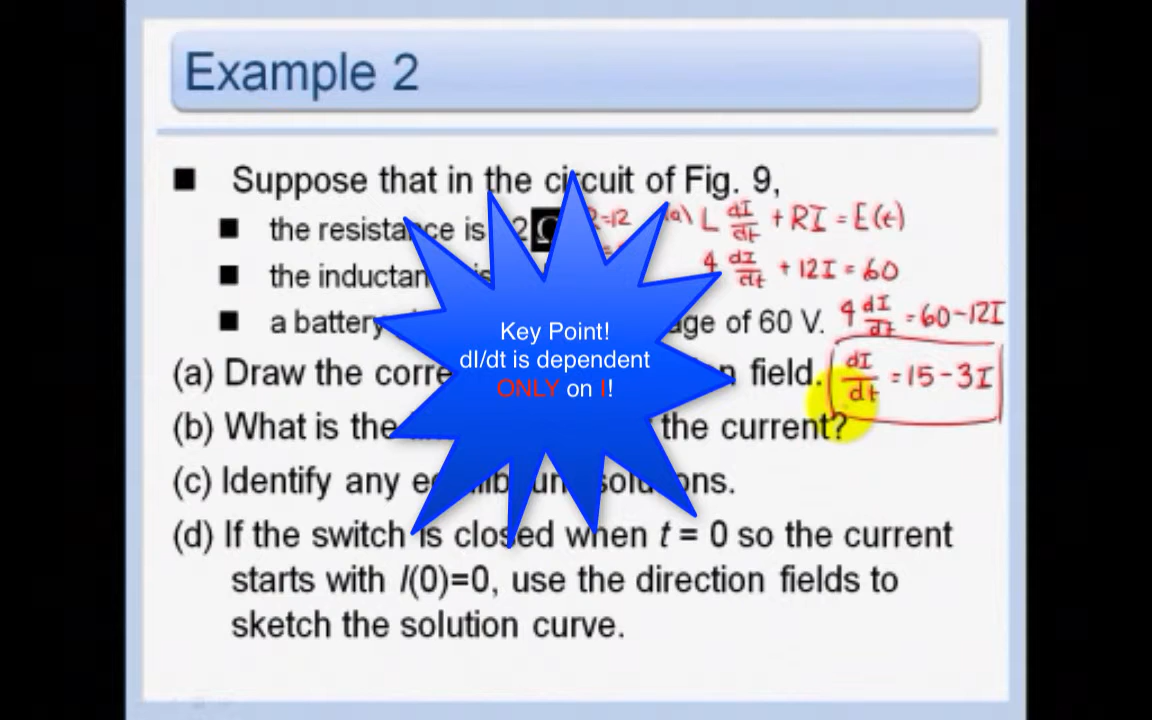 Example 2
Suppose that in the circuit of Fig. 9,
the resistance is 2 Ω R=12 (a) L dI/dt + RI = E(t)
the inductan is 4 dI/dt + 12I = 60
a battery age of 60 V. 4 dI/dt = 60 - 12I
Key Point!
dI/dt is dependent
ONLY on I!
(a) Draw the corre n field. dI/dt = 15 - 3I
(b) What is the the current?
(c) Identify any solutions.
(d) If the switch is closed when t = 0 so the current
starts with I(0)=0, use the direction fields to
sketch the solution curve.